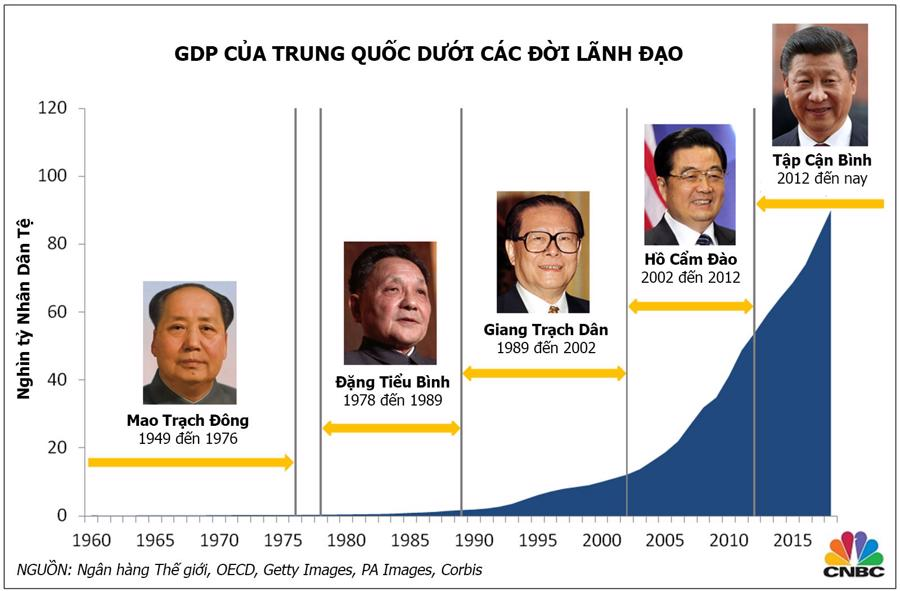 GDP CỦA TRUNG QUỐC DƯỚI CÁC ĐỜI LÃNH ĐẠO
Nghìn tỷ Nhân Dân Tệ
120
100
80
60
40
20
0
Mao Trạch Đông
1949 đến 1976
Đặng Tiểu Bình
1978 đến 1989
Giang Trạch Dân
1989 đến 2002
Hồ Cẩm Đào
2002 đến 2012
Tập Cận Bình
2012 đến nay
1960 1965 1970 1975 1980 1985 1990 1995 2000 2005 2010 2015
NGUỒN: Ngân hàng Thế giới, OECD, Getty Images, PA Images, Corbis
CNBC